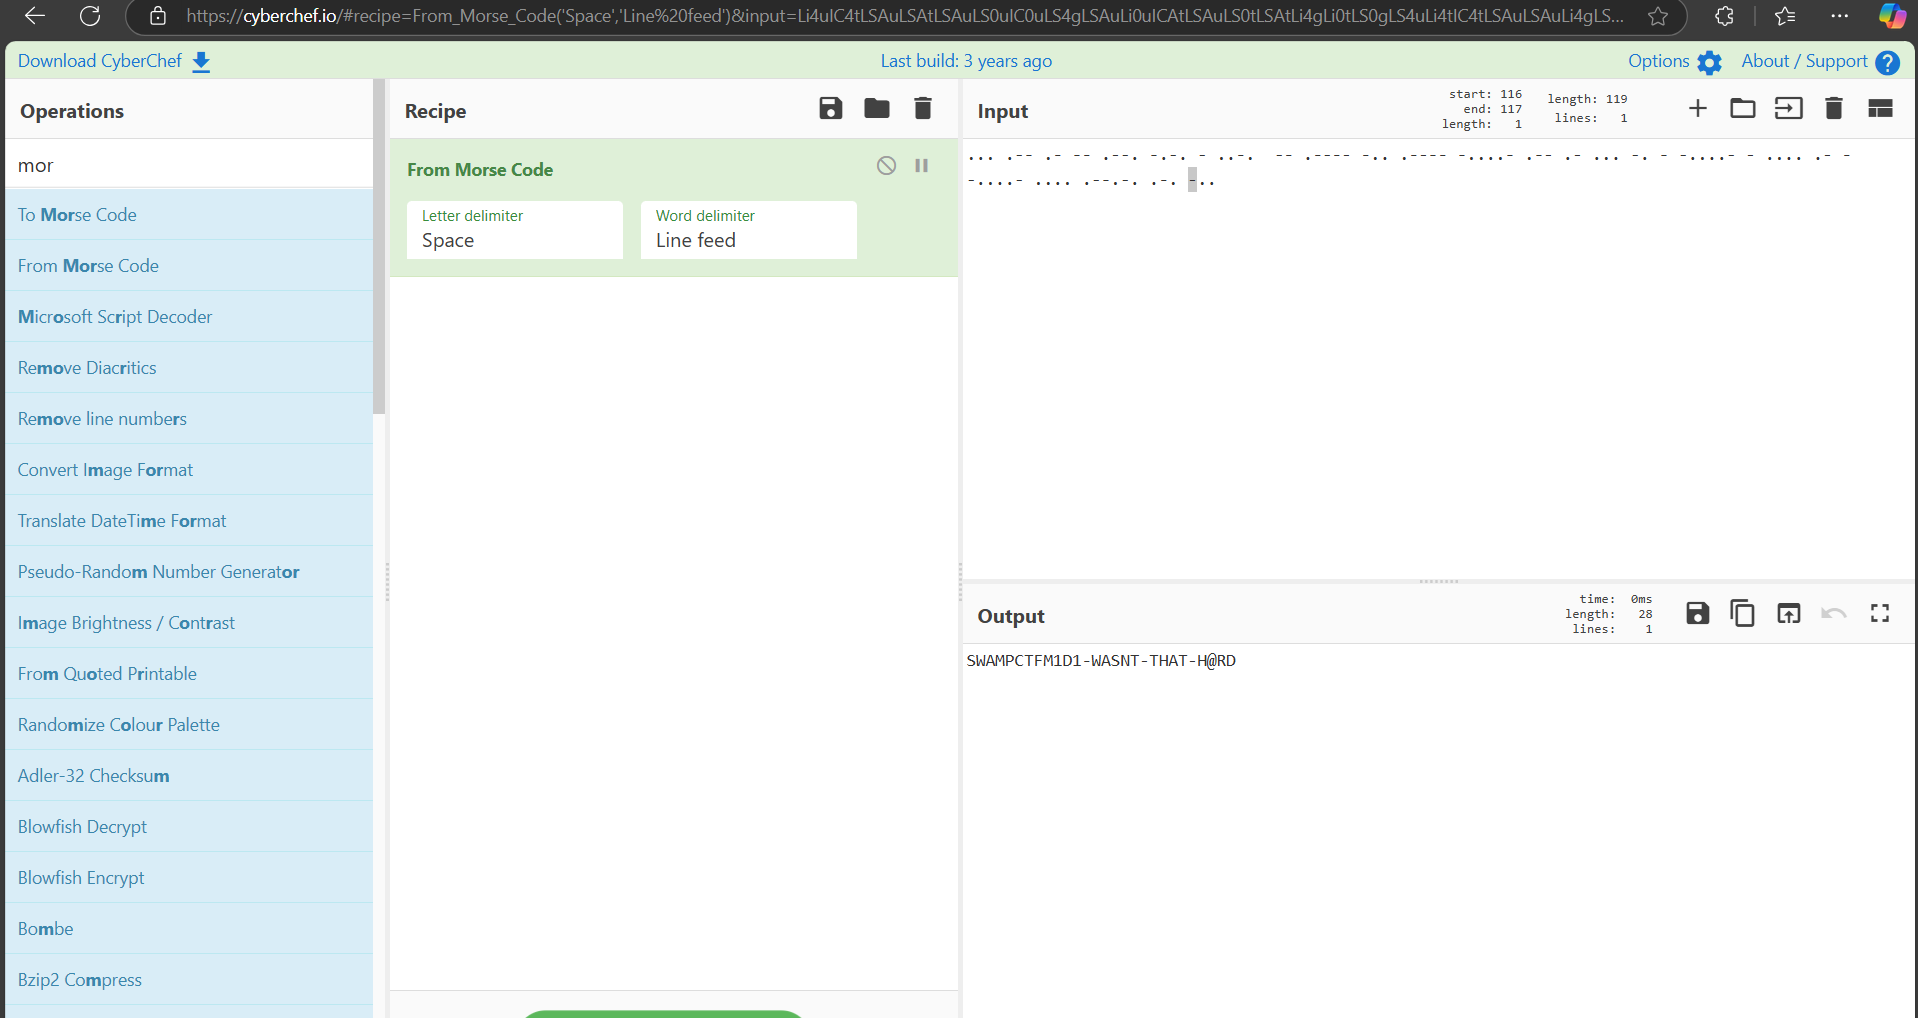 https://cyberchef.io/#recipe=From_Morse_Code('Space','Line%20feed')&input=Li4uIC4tLSAuLSAtLSAuLS0uIC0uLS4gLSAuLi0uICAtLSAuLS0tLSAtLi4gLi0tLS0gLS4uLi4tIC4tLSAuLSAuLi4gLS...
Download CyberChef
Last build: 3 years ago
Options
About / Support
Operations
mor
To Morse Code
From Morse Code
Microsoft Script Decoder
Remove Diacritics
Remove line numbers
Convert Image Format
Translate DateTime Format
Pseudo-Random Number Generator
Image Brightness / Contrast
From Quoted Printable
Randomize Colour Palette
Adler-32 Checksum
Blowfish Decrypt
Blowfish Encrypt
Bombe
Bzip2 Compress
Recipe
From Morse Code
Letter delimiter
Space
Word delimiter
Line feed
Input
start: 116
end: 117
length: 1
length: 119
lines: 1
... .-- .- -- .--. -.-. - ..-.  -- .---- -.. .---- -....- .-- .- ... -. - -....- - .... .- -
-....- .... .--.-. .-. -..
Output
time: 0ms
length: 28
lines: 1
SWAMPCTFM1D1-WASNT-THAT-H@RD